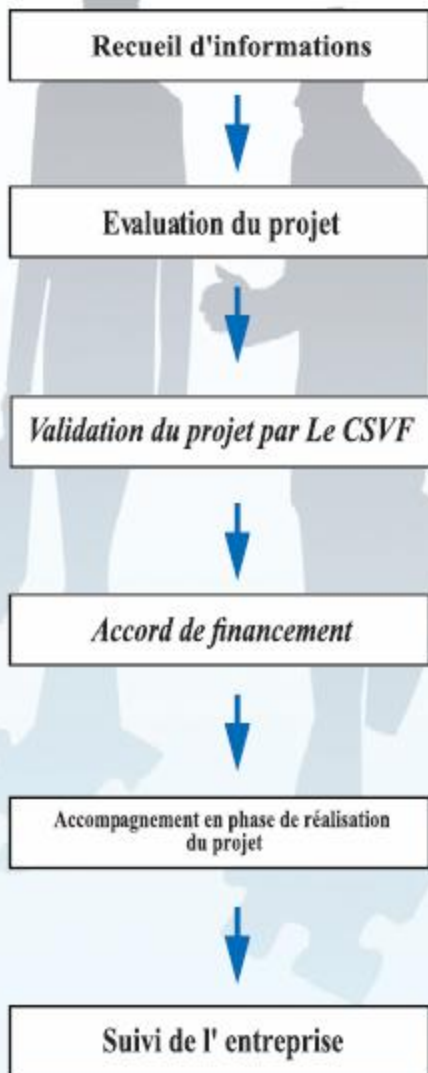 Recueil d'informations
Evaluation du projet
Validation du projet par Le CSVF
Accord de financement
Accompagnement en phase de réalisation
du projet
Suivi de l' entreprise